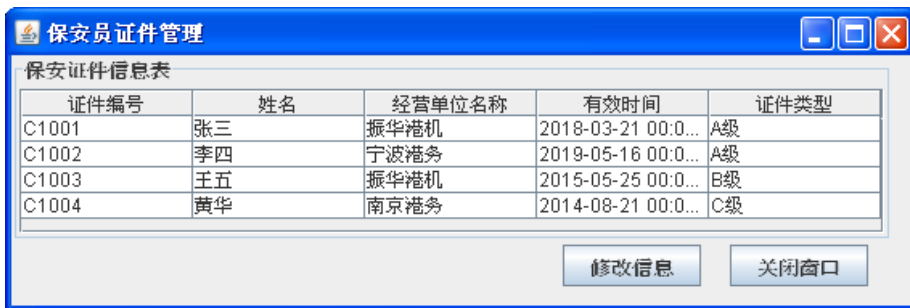 保安员证件管理
保安证件信息表
证件编号 姓名 经营单位名称 有效时间 证件类型
C1001 张三 振华港机 2018-03-21 00:0... A级
C1002 李四 宁波港务 2019-05-16 00:0... A级
C1003 王五 振华港机 2015-05-25 00:0... B级
C1004 黄华 南京港务 2014-08-21 00:0... C级
修改信息 关闭窗口